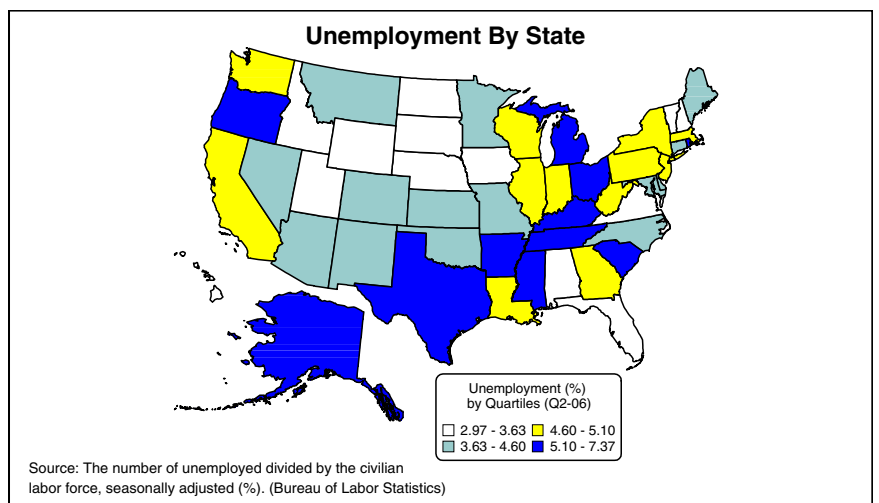 Unemployment By State
Unemployment (%)
by Quartiles (Q2-06)
2.97 - 3.63 4.60 - 5.10
3.63 - 4.60 5.10 - 7.37
Source: The number of unemployed divided by the civilian
labor force, seasonally adjusted (%). (Bureau of Labor Statistics)